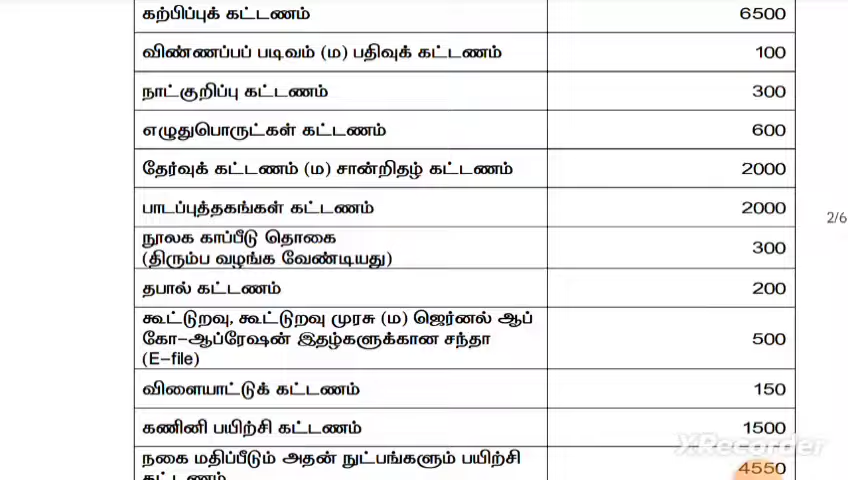 கற்பிப்புக் கட்டணம் 6500
விண்ணப்பப் படிவம் (ம) பதிவுக் கட்டணம் 100
நாட்குறிப்பு கட்டணம் 300
எழுதுபொருட்கள் கட்டணம் 600
தேர்வுக் கட்டணம் (ம) சான்றிதழ் கட்டணம் 2000
பாடப்புத்தகங்கள் கட்டணம் 2000
2/6
நூலக காப்பீடு தொகை
(திரும்ப வழங்க வேண்டியது) 300
தபால் கட்டணம் 200
கூட்டுறவு, கூட்டுறவு முரசு (ம) ஜெர்னல் ஆப்
கோ-ஆப்ரேஷன் இதழ்களுக்கான சந்தா 500
(E-file)
விளையாட்டுக் கட்டணம் 150
கணினி பயிற்சி கட்டணம் 1500
XRecorder
நகை மதிப்பீடும் அதன் நுட்பங்களும் பயிற்சி
கட்டணம் 4550